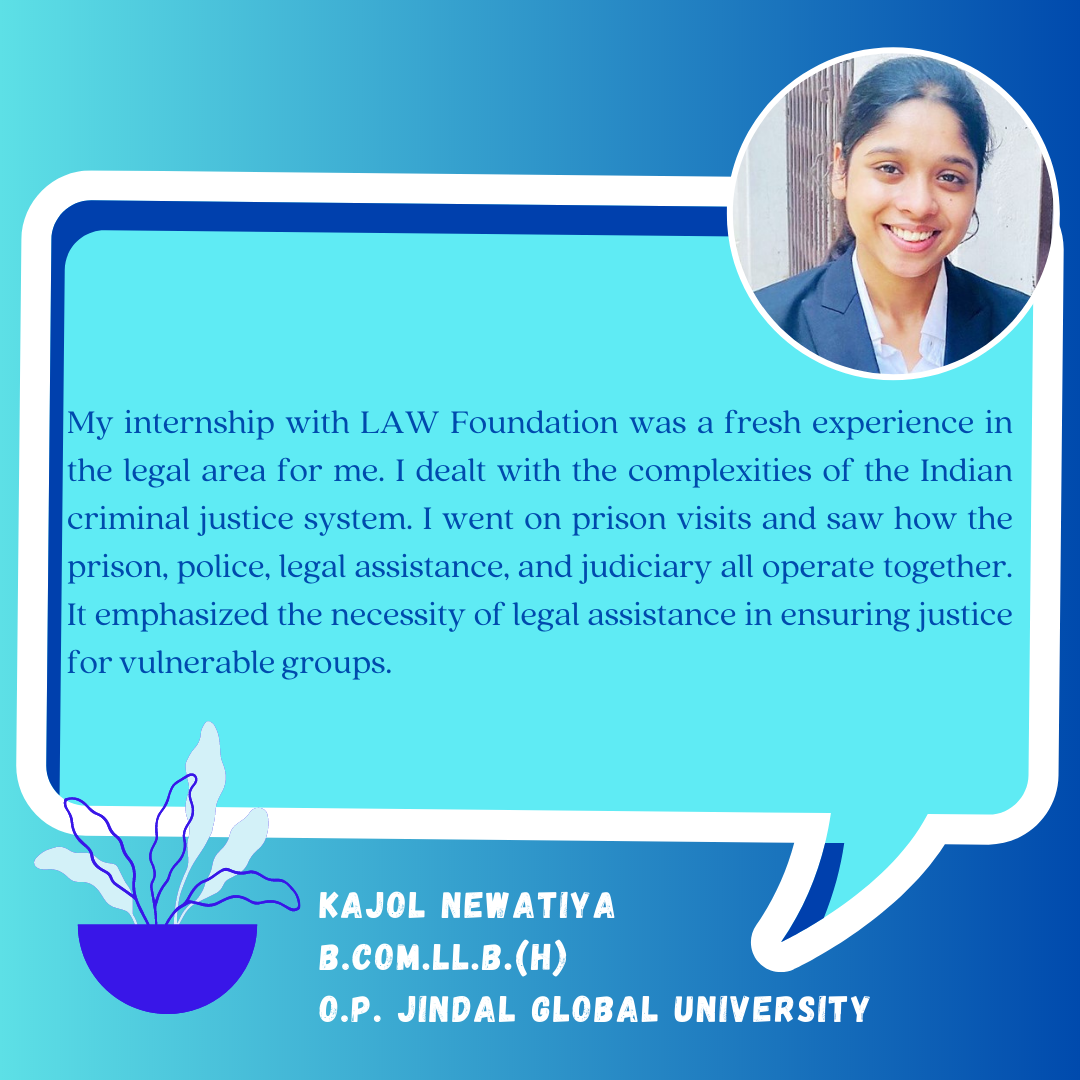 My internship with LAW Foundation was a fresh experience in
the legal area for me. I dealt with the complexities of the Indian
criminal justice system. I went on prison visits and saw how the
prison, police, legal assistance, and judiciary all operate together.
It emphasized the necessity of legal assistance in ensuring justice
for vulnerable groups.
KAJOL NEWATIYA
B.COM.LL.B.(H)
O.P. JINDAL GLOBAL UNIVERSITY